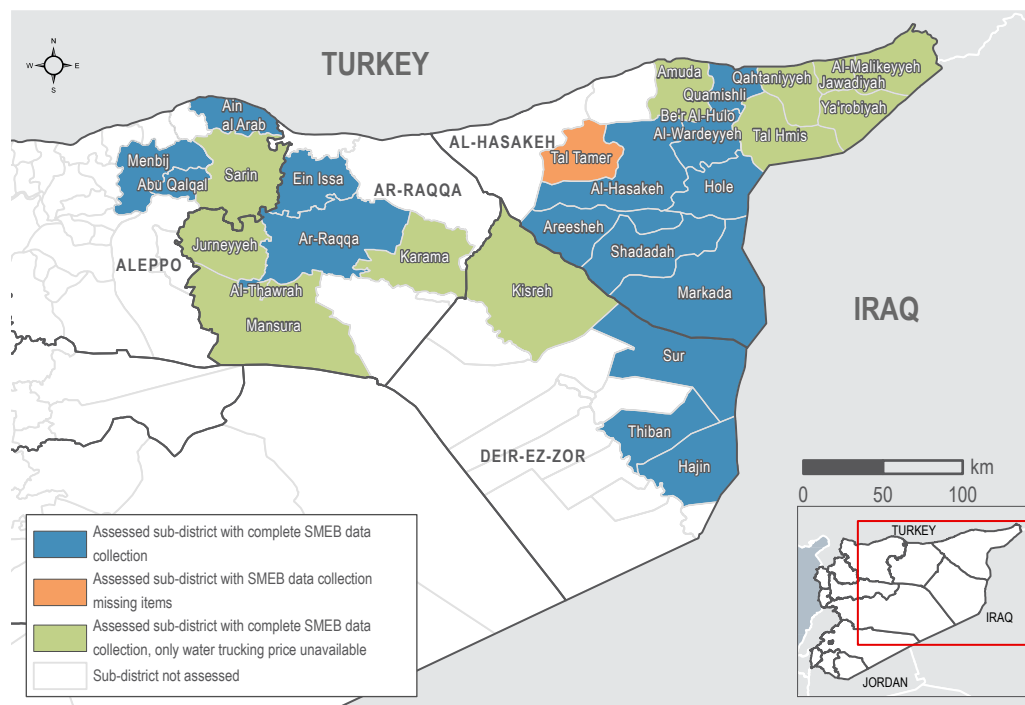 N
W
E
S
TURKEY
Ain
al Arab
Menbij
Abu Qalqal
Sarin
Ein Issa
AR-RAQQA
AL-HASAKEH
Tal Tamer
Amuda
Quamishli
Qahtaniyyeh
Al-Malikeyyeh
Jawadiyah
Ya'robiyah
Be'r Al-Hulo
Al-Wardeyyeh
Tal Hmis
Al-Hasakeh
Hole
Areesheh
Shadadah
Markada
IRAQ
Jurneyyeh
Ar-Raqqa
Karama
ALEPPO
Al-Thawrah
Mansura
Kisreh
Sur
Thiban
Hajin
DEIR-EZ-ZOR
km
0 50 100
Assessed sub-district with complete SMEB data
collection
Assessed sub-district with SMEB data collection
missing items
Assessed sub-district with complete SMEB data
collection, only water trucking price unavailable
Sub-district not assessed
TURKEY
IRAQ
JORDAN